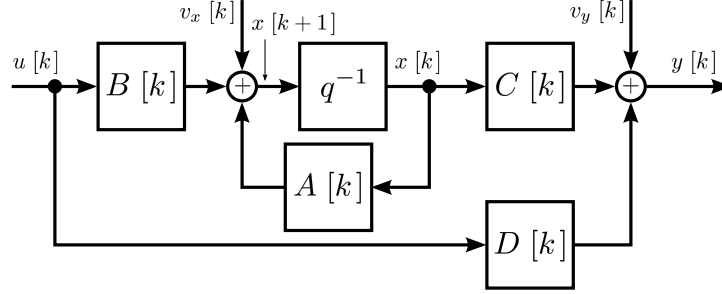 v_x [k]
x [k+1]
v_y [k]
u [k]
B [k]
+
q^{-1}
x [k]
C [k]
+
y [k]
A [k]
D [k]